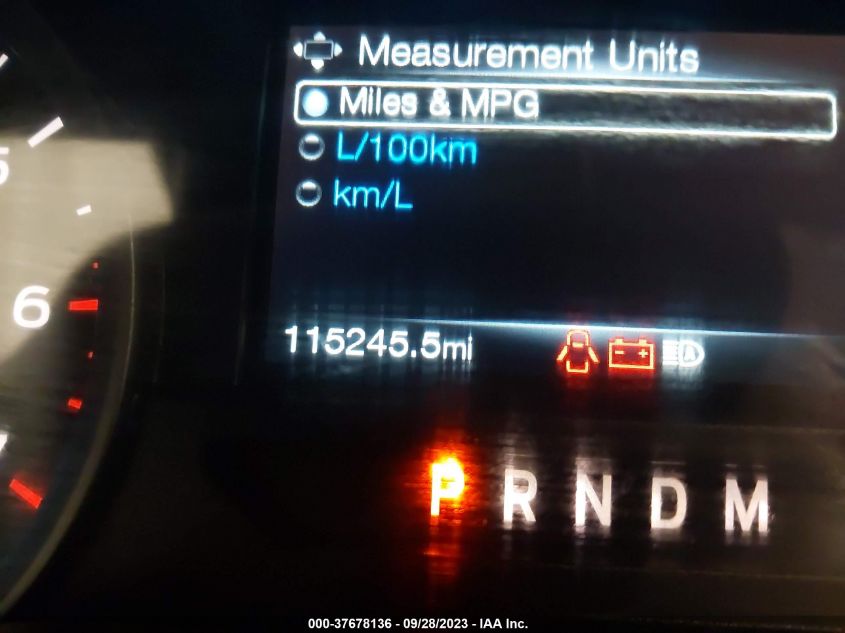 Measurement Units
Miles & MPG
L/100km
5
km/L
6
115245.5mi
A
P R N D M
000-37678136 - 09/28/2023 - IAA Inc.